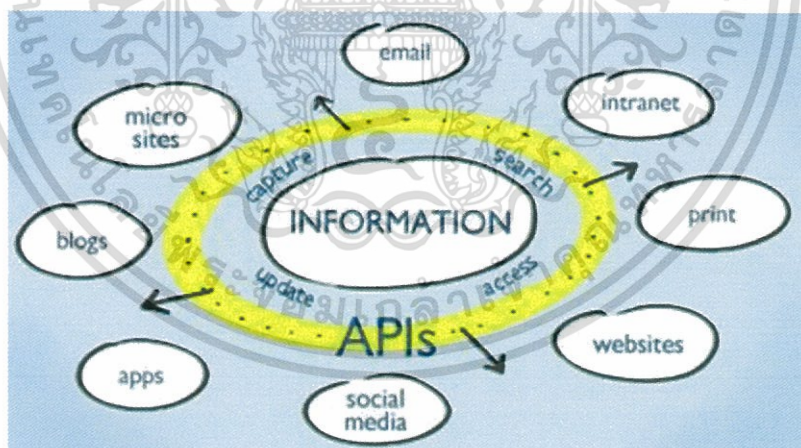 email
intranet
micro
sites
capture
search
INFORMATION
print
blogs
update
access
APIs
websites
apps
social
media